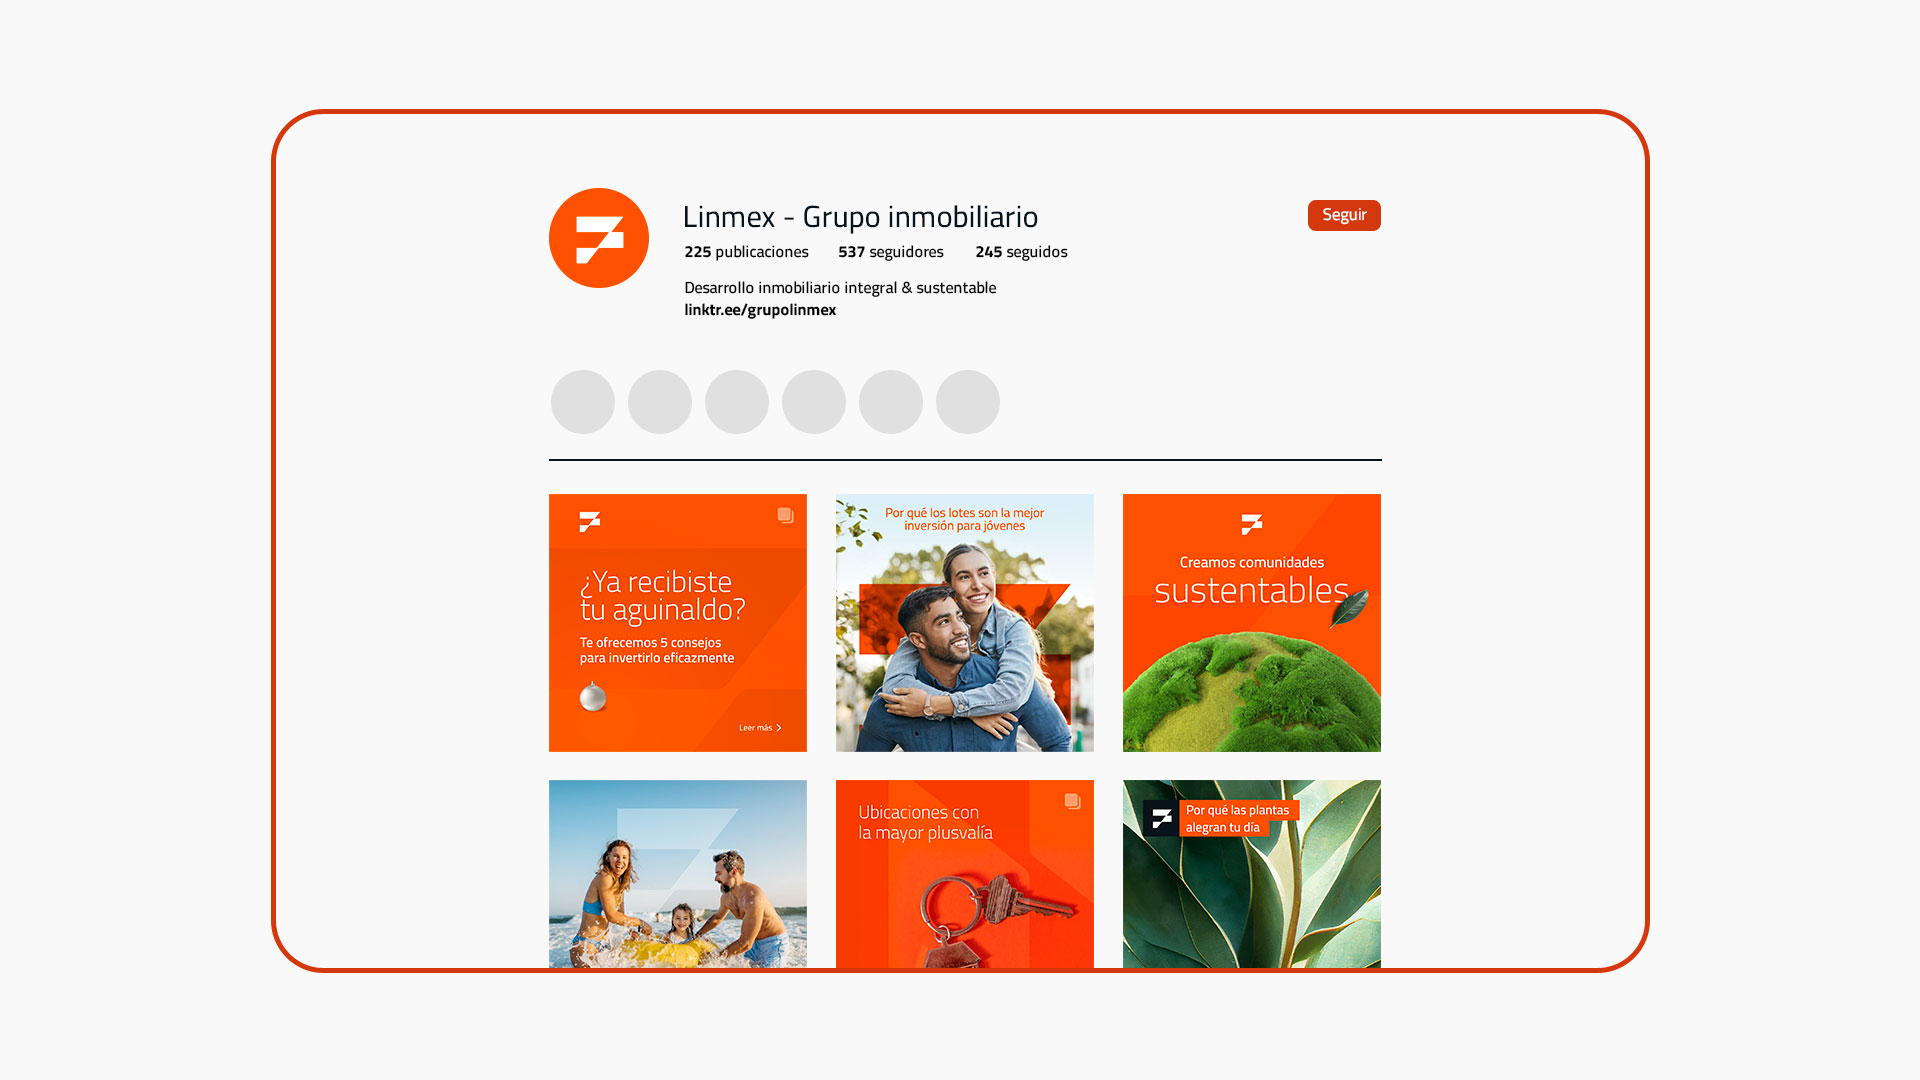 Linmex - Grupo inmobiliario
Seguir
225 publicaciones 537 seguidores 245 seguidos
Desarrollo inmobiliario integral & sustentable
linktr.ee/grupolinmex
¿Ya recibiste
tu aguinaldo?
Te ofrecemos 5 consejos
para invertirlo eficazmente
Leer más
Por qué los lotes son la mejor
inversión para jóvenes
Creamos comunidades
sustentables
Ubicaciones con
la mayor plusvalía
Por qué las plantas
alegran tu día